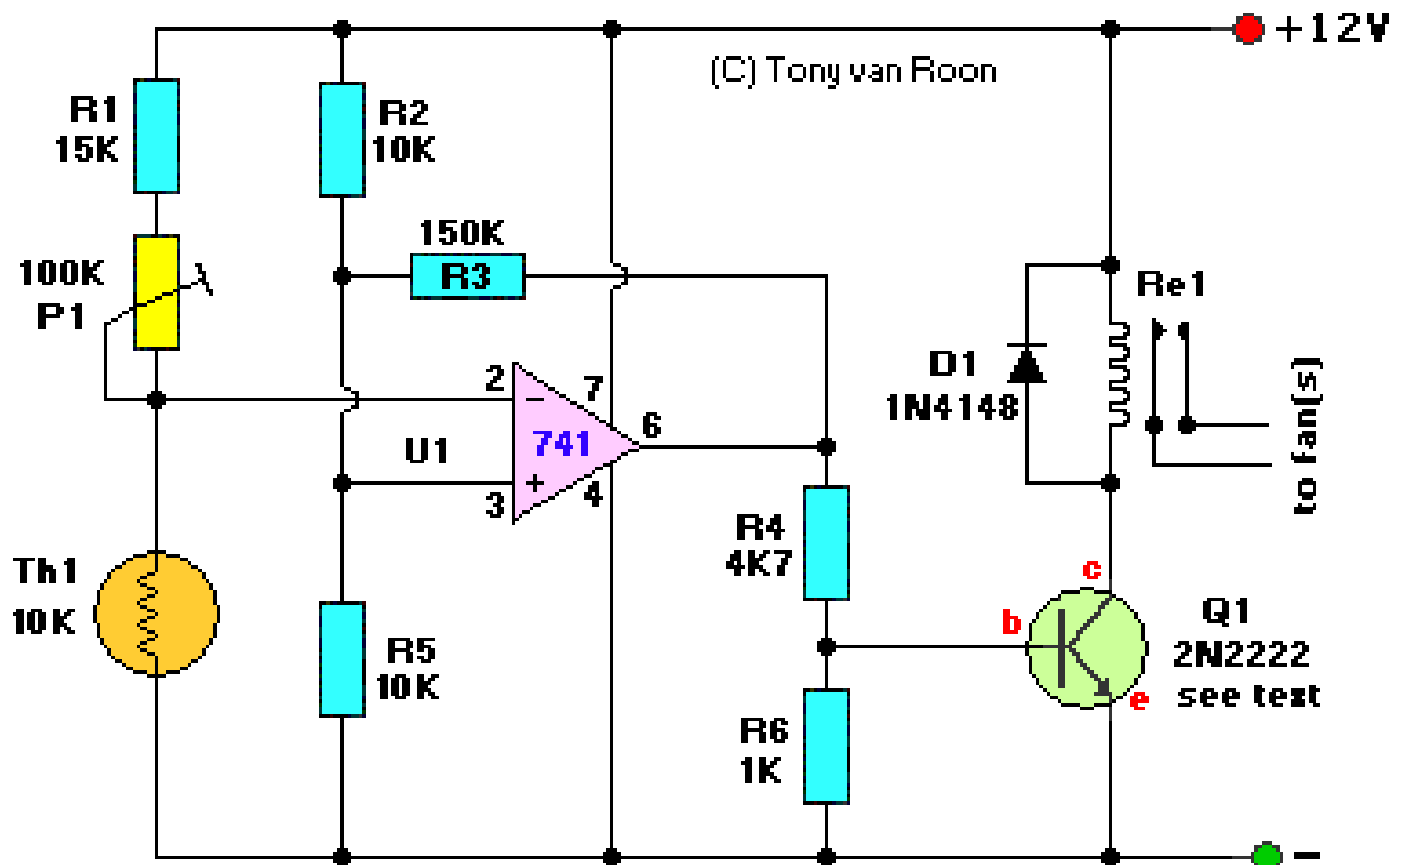 +12V
(C) Tony van Roon
R1
15K
R2
10K
150K
R3
100K
P1
Re1
D1
1N4148
2
7
6
741
U1
3
4
−
+
to fan(s)
R4
4K7
Th1
10K
c
b
e
Q1
2N2222
see text
R5
10K
R6
1K
−